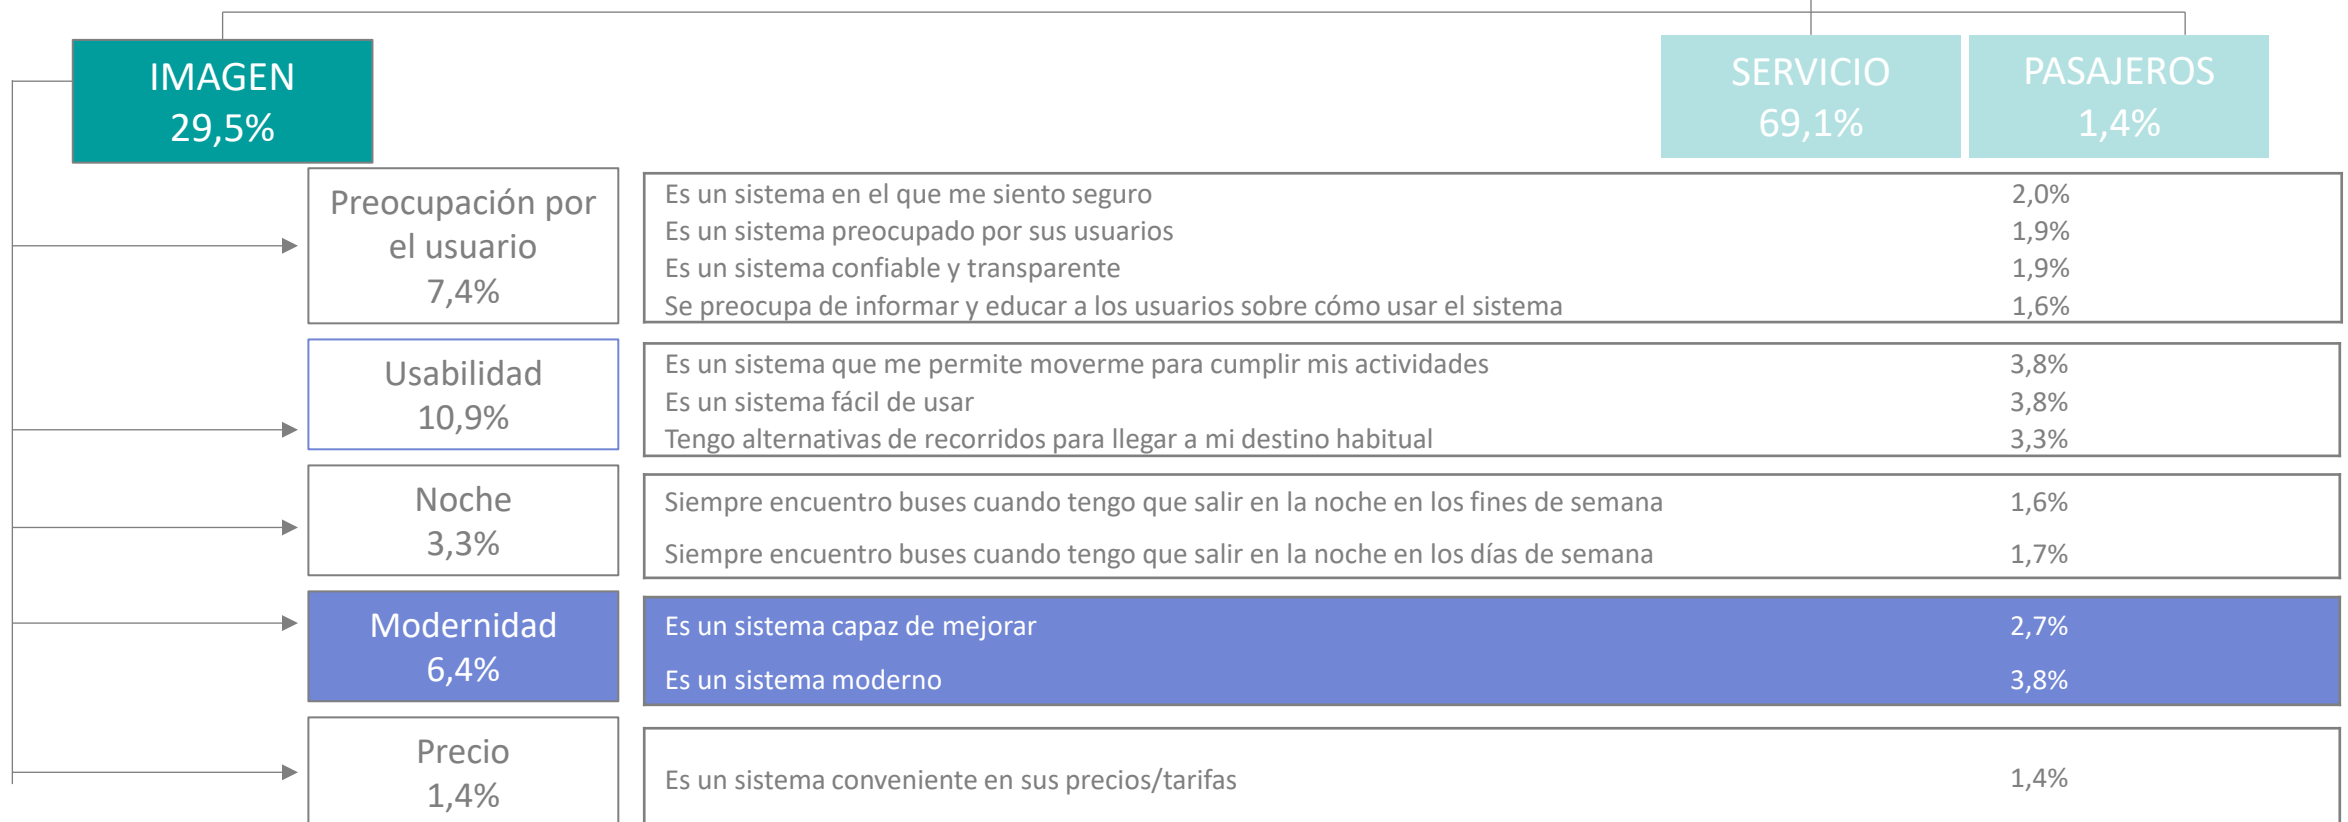 IMAGEN
29,5%
SERVICIO
69,1%
PASAJEROS
1,4%
Preocupación por
el usuario
7,4%
Es un sistema en el que me siento seguro 2,0%
Es un sistema preocupado por sus usuarios 1,9%
Es un sistema confiable y transparente 1,9%
Se preocupa de informar y educar a los usuarios sobre cómo usar el sistema 1,6%
Usabilidad
10,9%
Es un sistema que me permite moverme para cumplir mis actividades 3,8%
Es un sistema fácil de usar 3,8%
Tengo alternativas de recorridos para llegar a mi destino habitual 3,3%
Noche
3,3%
Siempre encuentro buses cuando tengo que salir en la noche en los fines de semana 1,6%
Siempre encuentro buses cuando tengo que salir en la noche en los días de semana 1,7%
Modernidad
6,4%
Es un sistema capaz de mejorar 2,7%
Es un sistema moderno 3,8%
Precio
1,4%
Es un sistema conveniente en sus precios/tarifas 1,4%